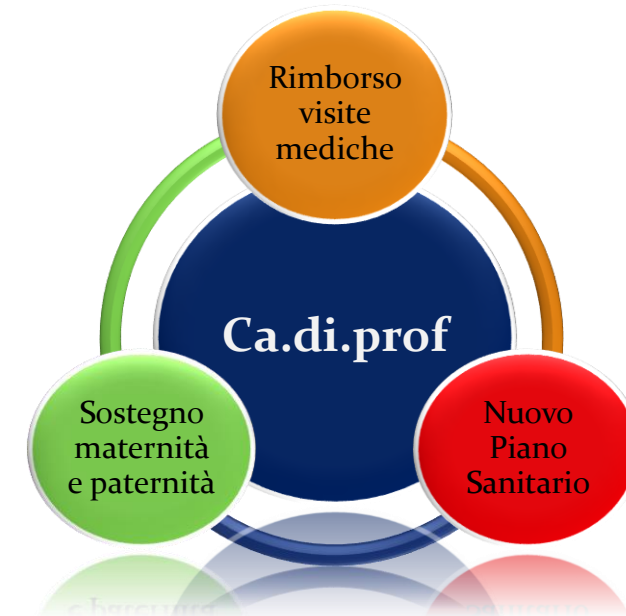 Rimborso
visite
mediche
Ca.di.prof
Sostegno
maternità
e paternità
Nuovo
Piano
Sanitario